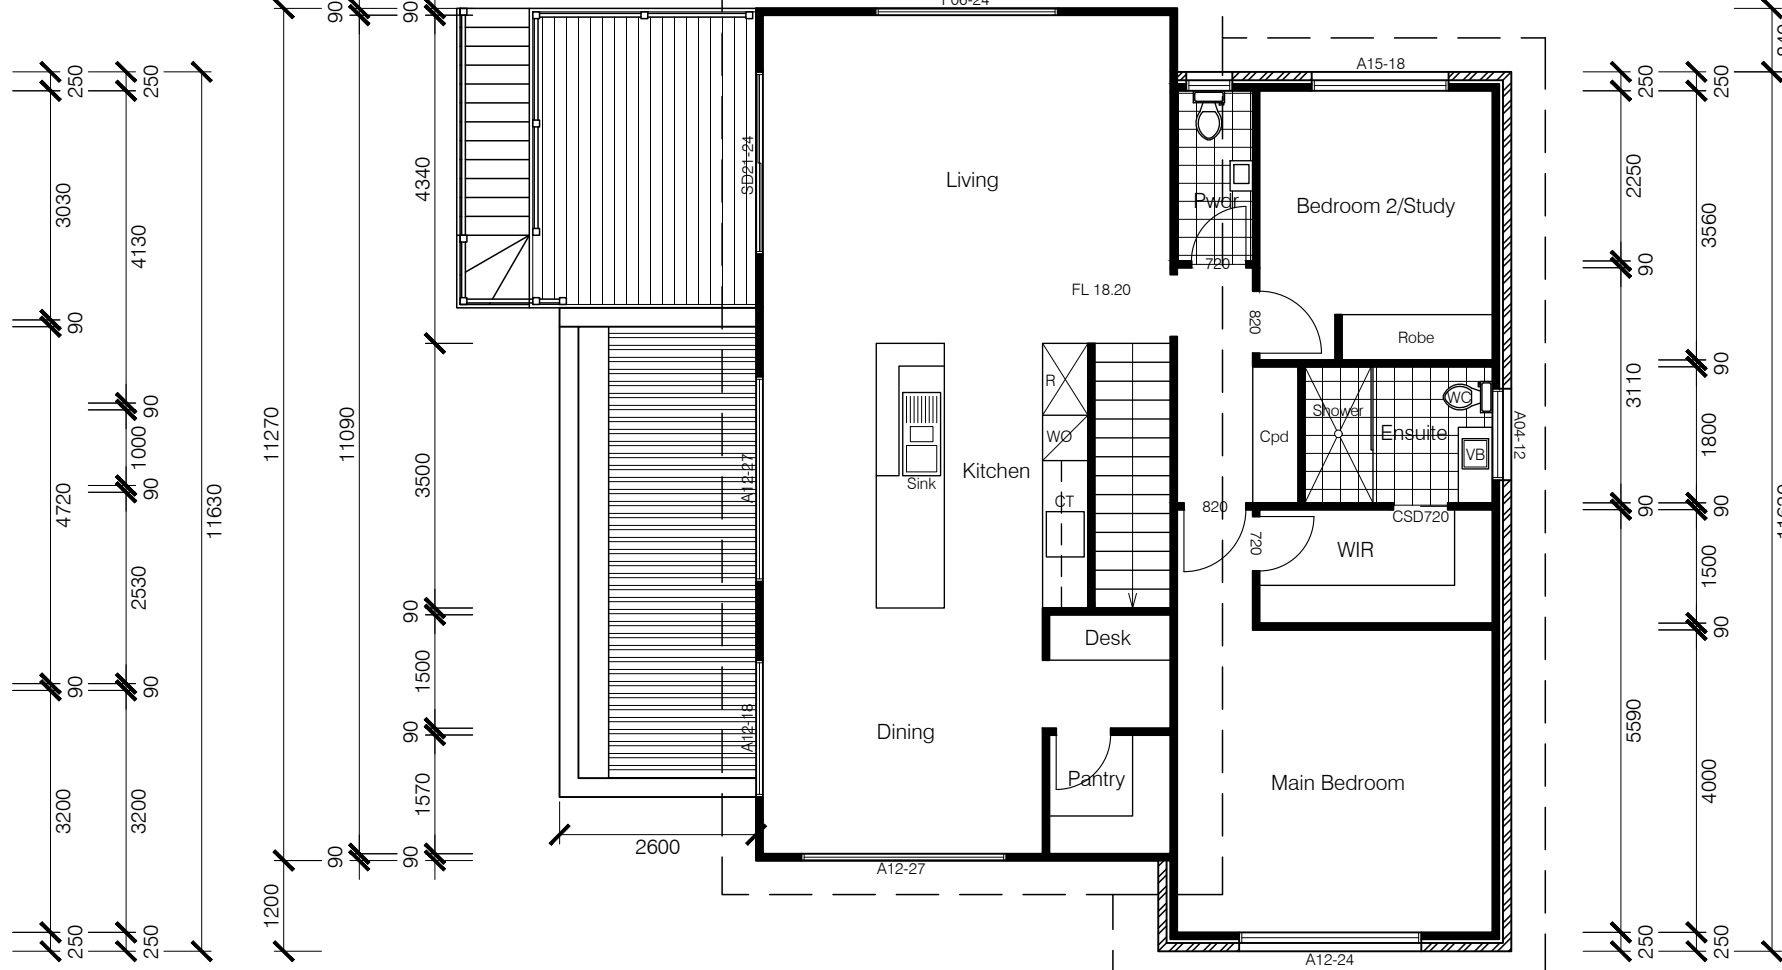 90
90
90
F06-24
250
250
3030
4130
90
90
1000
90
4720
2530
90
90
3200
3200
250
250
11630
11270
1200
11090
90
4340
3500
90
1500
90
1570
90
2600
SD21-24
A12-27
A12-18
A12-27
Living
FL 18.20
Kitchen
Sink
R
WO
CT
Dining
Desk
Pantry
Pwdr
720
A15-18
Bedroom 2/Study
820
Robe
Shower
WC
Ensuite
VB
Cpd
A04-12
820
CSD720
720
WIR
Main Bedroom
A12-24
250
250
2250
3560
90
90
3110
1800
90
90
1500
90
5590
4000
250
250